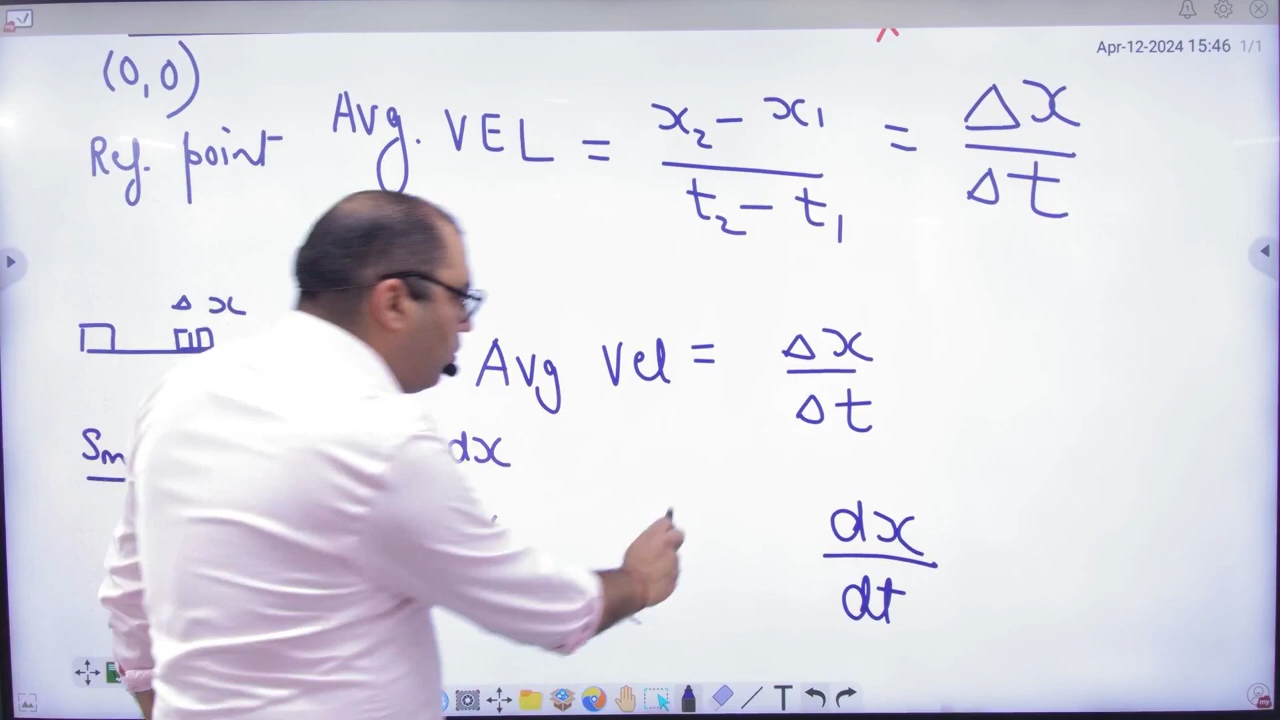 Apr-12-2024 15:46 1/1
(0,0)
Ref. point
Avg. VEL = x₂ - x₁ / t₂ - t₁ = Δx / Δt
Δ x
Avg Vel = Δx / Δt
dx
dx / dt
T